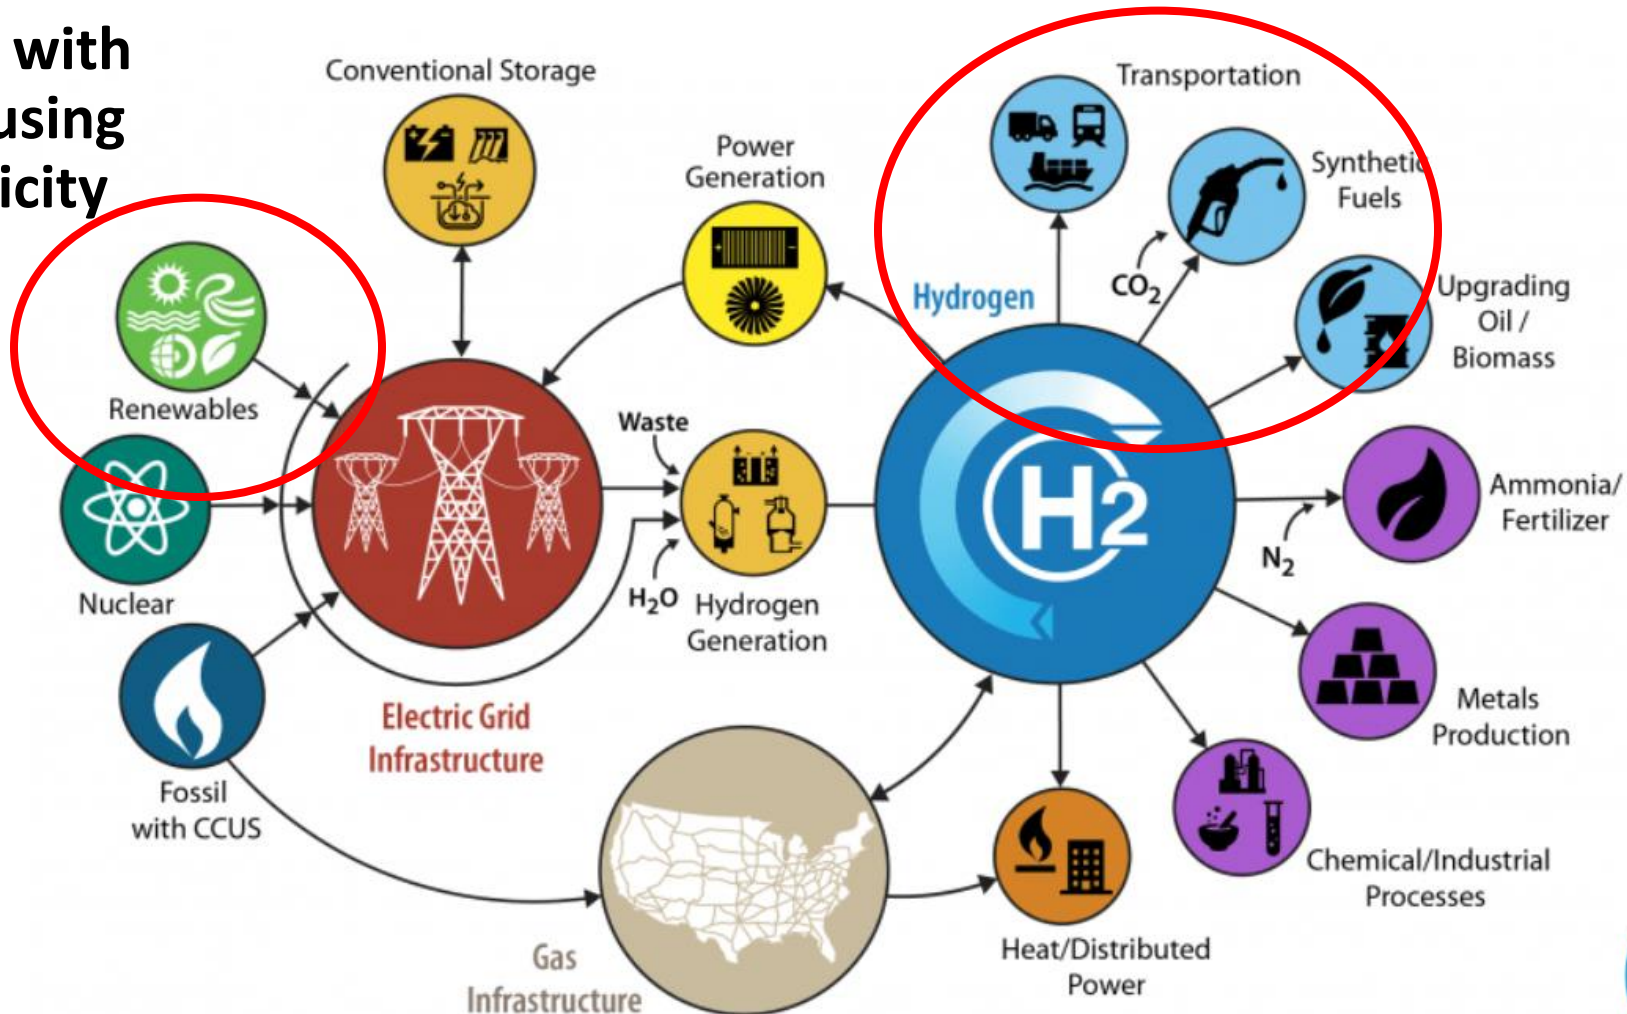 with
using
icity
Conventional Storage
Power
Generation
Transportation
Synthetic
Fuels
CO₂
Hydrogen
Upgrading
Oil /
Biomass
Renewables
Waste
H2
Ammonia/
Fertilizer
N₂
Nuclear
H₂O
Hydrogen
Generation
Electric Grid
Infrastructure
Metals
Production
Fossil
with CCUS
Chemical/Industrial
Processes
Heat/Distributed
Power
Gas
Infrastructure